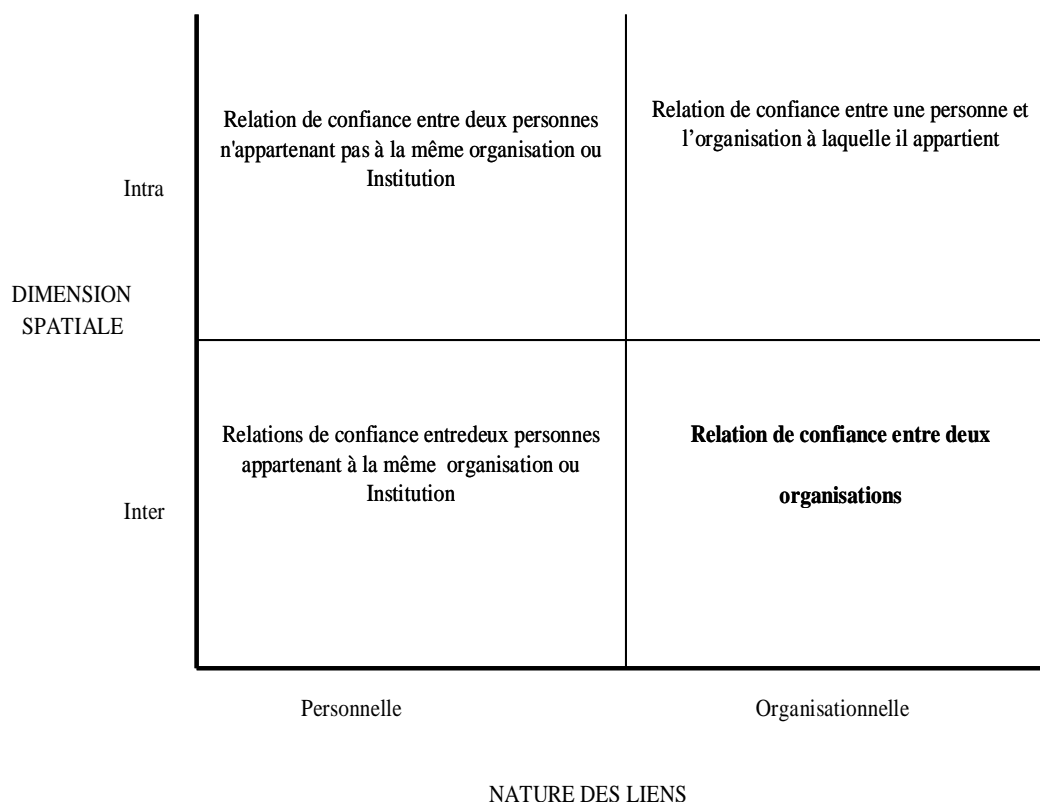 Relation de confiance entre deux personnes
n'appartenant pas à la même organisation ou
Institution
Relation de confiance entre une personne et
l'organisation à laquelle il appartient
Intra
DIMENSION
SPATIALE
Relations de confiance entredeux personnes
appartenant à la même organisation ou
Institution
Relation de confiance entre deux
organisations
Inter
Personnelle
Organisationnelle
NATURE DES LIENS